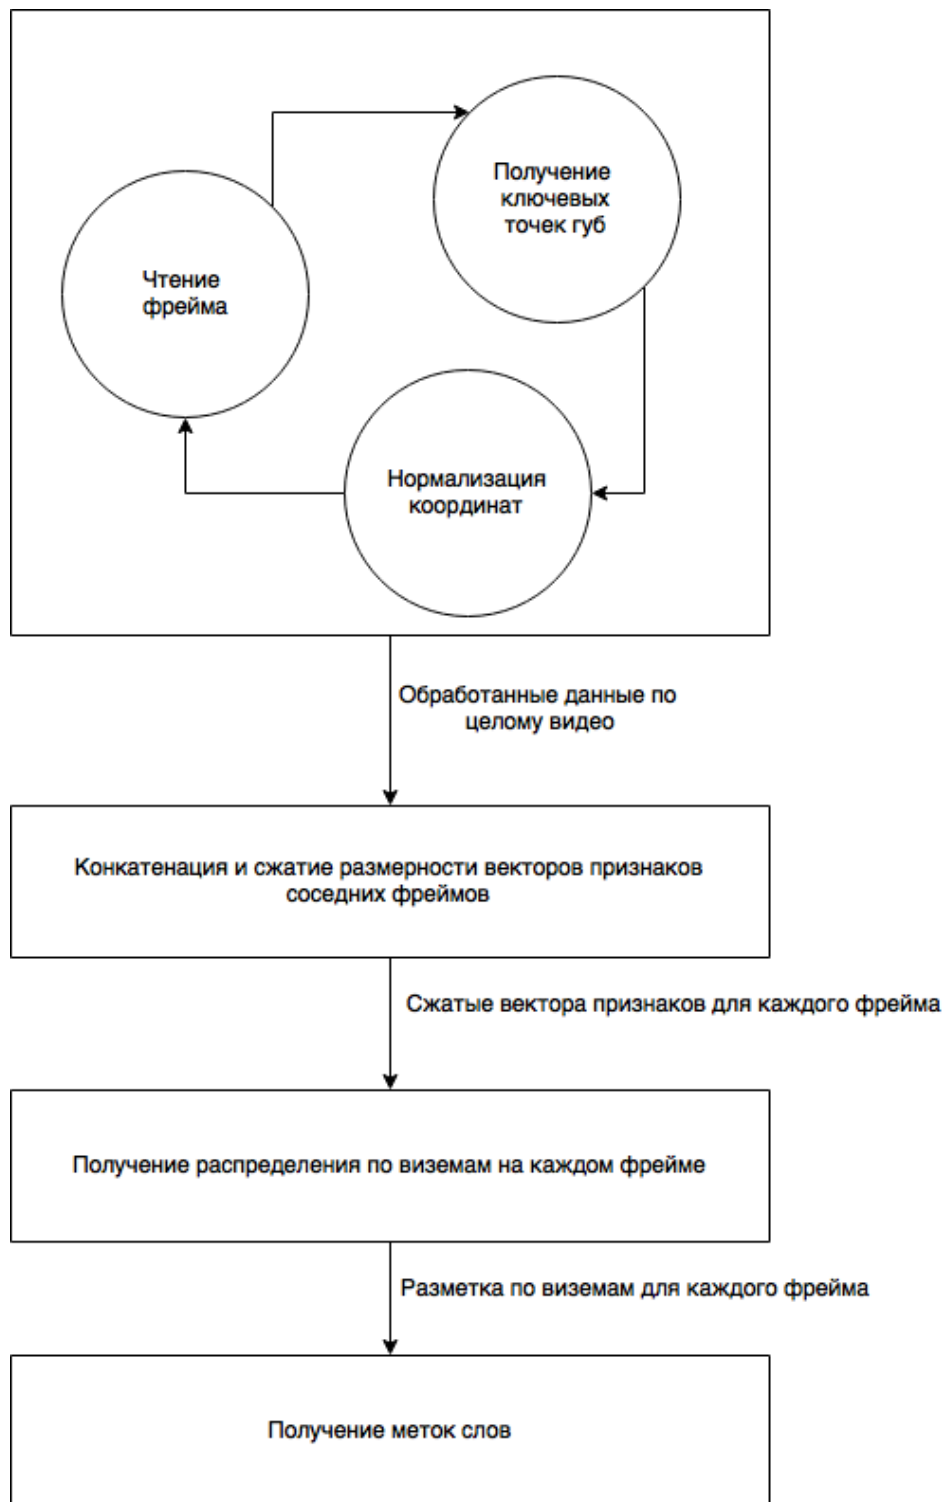 Получение
ключевых
точек губ
Чтение
фрейма
Нормализация
координат
Обработанные данные по
целому видео
Конкатенация и сжатие размерности векторов признаков
соседних фреймов
Сжатые вектора признаков для каждого фрейма
Получение распределения по виземам на каждом фрейме
Разметка по виземам для каждого фрейма
Получение меток слов